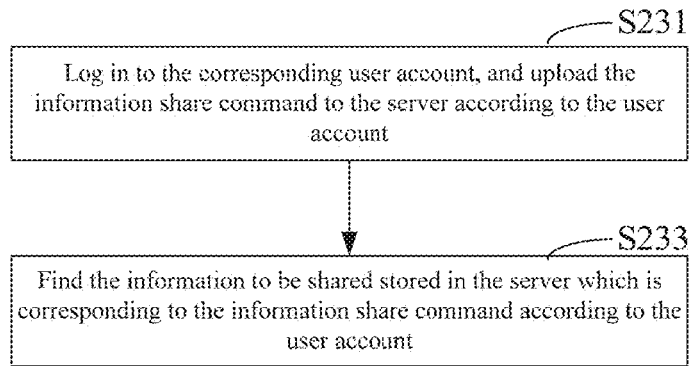 S231
Log in to the corresponding user account, and upload the
information share command to the server according to the user
account
S233
Find the information to be shared stored in the server which is
corresponding to the information share command according to the
user account